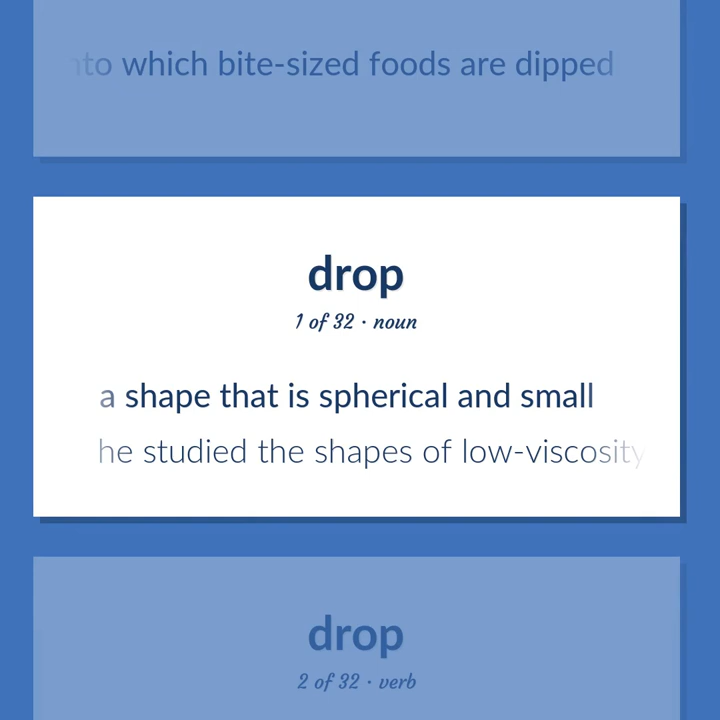 which bite-sized foods are dipped
drop
1 of 32 · noun
a shape that is spherical and small
he studied the shapes of low-viscosity
drop
2 of 32 · verb